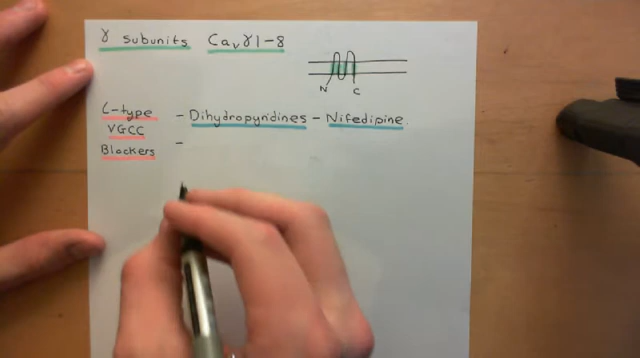 γ subunits Cavγ1-8
N C
L-type - Dihydropyridines - Nifedipine.
VGCC
Blockers -